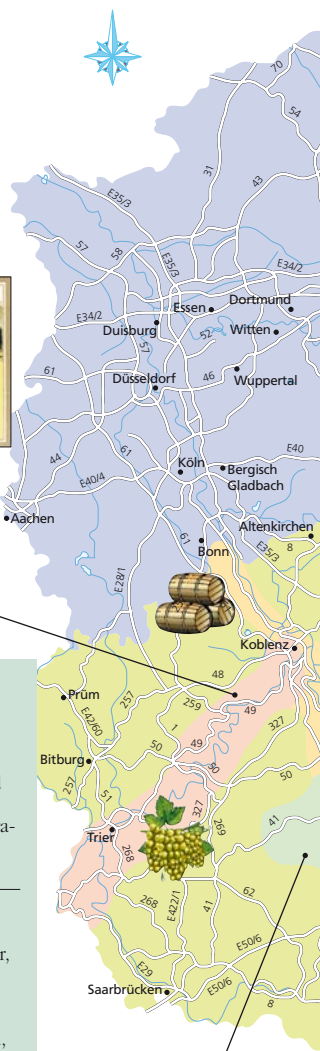 70
54
31
43
E35/3
57
58
E35/3
E34/2
Essen
Dortmund
E34/2
Duisburg
52
Witten
57
61
Düsseldorf
46
Wuppertal
61
44
Köln
E40
E40/4
Bergisch
Gladbach
Aachen
61
Altenkirchen
Bonn
E35/3
8
E28/1
Koblenz
48
Prüm
257
259
49
E42/60
1
327
49
50
Bitburg
50
50
257
51
327
41
ra-
Trier
269
268
62
268
E422/1
41
r,
E50/6
E29
Saarbrücken
E50/6
8
,